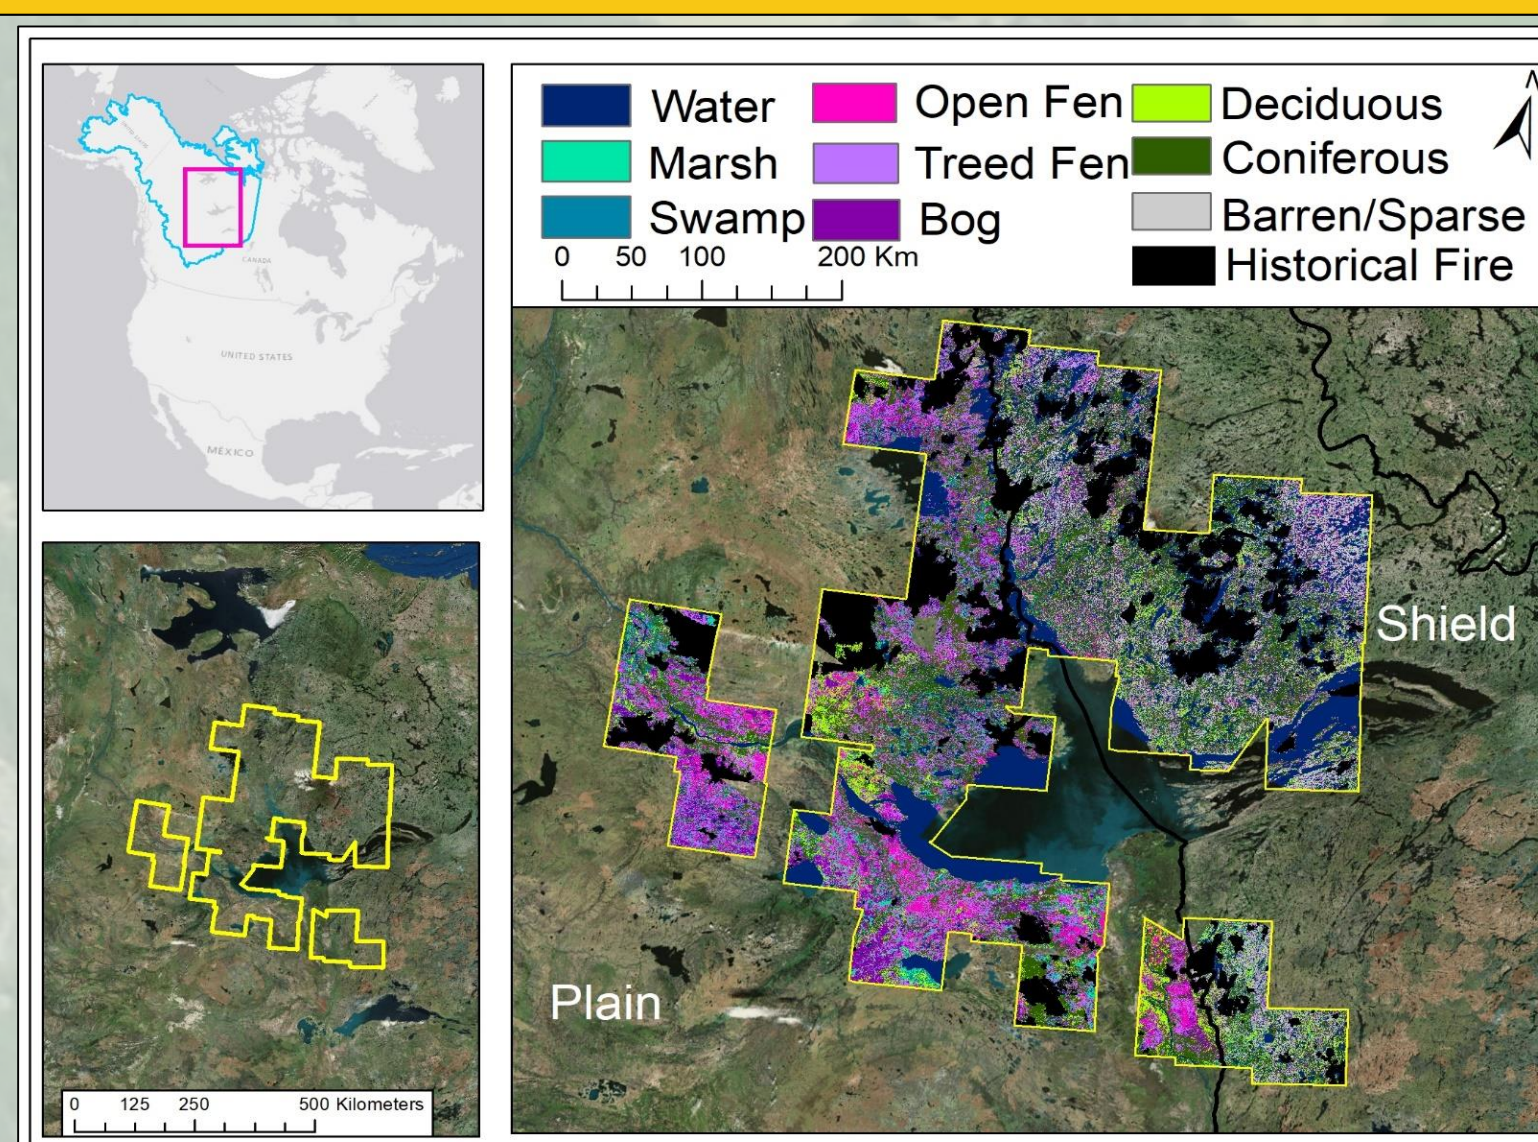 CANADA
UNITED STATES
MÉXICO
Water
Marsh
Swamp
Open Fen
Treed Fen
Bog
Deciduous
Coniferous
Barren/Sparse
Historical Fire
N
0 50 100 200 Km
Shield
Plain
0 125 250 500 Kilometers